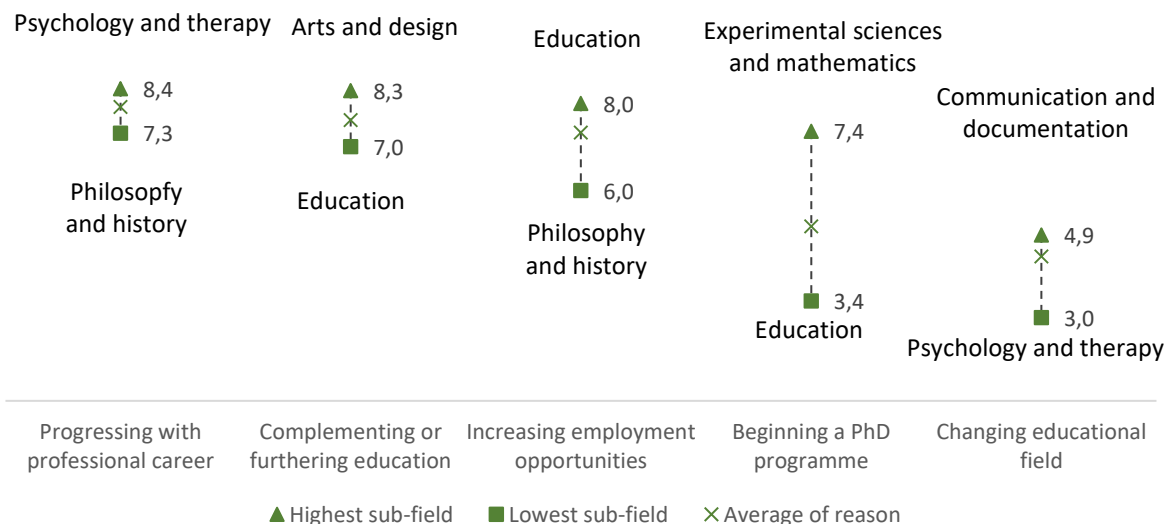 Psychology and therapy
8,4
7,3
Philosopfy
and history
Arts and design
8,3
7,0
Education
Education
8,0
6,0
Philosophy
and history
Experimental sciences
and mathematics
7,4
3,4
Education
Communication and
documentation
4,9
3,0
Psychology and therapy
Progressing with
professional career
Complementing or
furthering education
Increasing employment
opportunities
Beginning a PhD
programme
Changing educational
field
Highest sub-field
Lowest sub-field
Average of reason